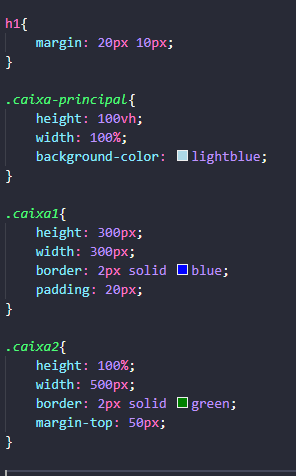 h1{
    margin: 20px 10px;
}
.caixa-principal{
    height: 100vh;
    width: 100%;
    background-color: lightblue;
}
.caixa1{
    height: 300px;
    width: 300px;
    border: 2px solid blue;
    padding: 20px;
}
.caixa2{
    height: 100%;
    width: 500px;
    border: 2px solid green;
    margin-top: 50px;
}